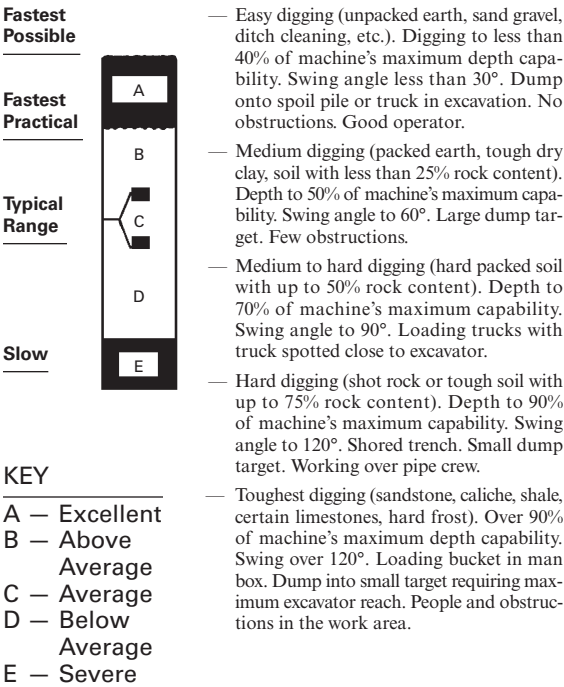 Fastest
Possible
Fastest
Practical
Typical
Range
Slow
A
B
C
D
E
KEY
A — Excellent
B — Above
Average
C — Average
D — Below
Average
E — Severe
— Easy digging (unpacked earth, sand gravel,
ditch cleaning, etc.). Digging to less than
40% of machine’s maximum depth capa-
bility. Swing angle less than 30°. Dump
onto spoil pile or truck in excavation. No
obstructions. Good operator.
— Medium digging (packed earth, tough dry
clay, soil with less than 25% rock content).
Depth to 50% of machine’s maximum capa-
bility. Swing angle to 60°. Large dump tar-
get. Few obstructions.
— Medium to hard digging (hard packed soil
with up to 50% rock content). Depth to
70% of machine’s maximum capability.
Swing angle to 90°. Loading trucks with
truck spotted close to excavator.
— Hard digging (shot rock or tough soil with
up to 75% rock content). Depth to 90%
of machine’s maximum capability. Swing
angle to 120°. Shored trench. Small dump
target. Working over pipe crew.
— Toughest digging (sandstone, caliche, shale,
certain limestones, hard frost). Over 90%
of machine’s maximum depth capability.
Swing over 120°. Loading bucket in man
box. Dump into small target requiring max-
imum excavator reach. People and obstruc-
tions in the work area.